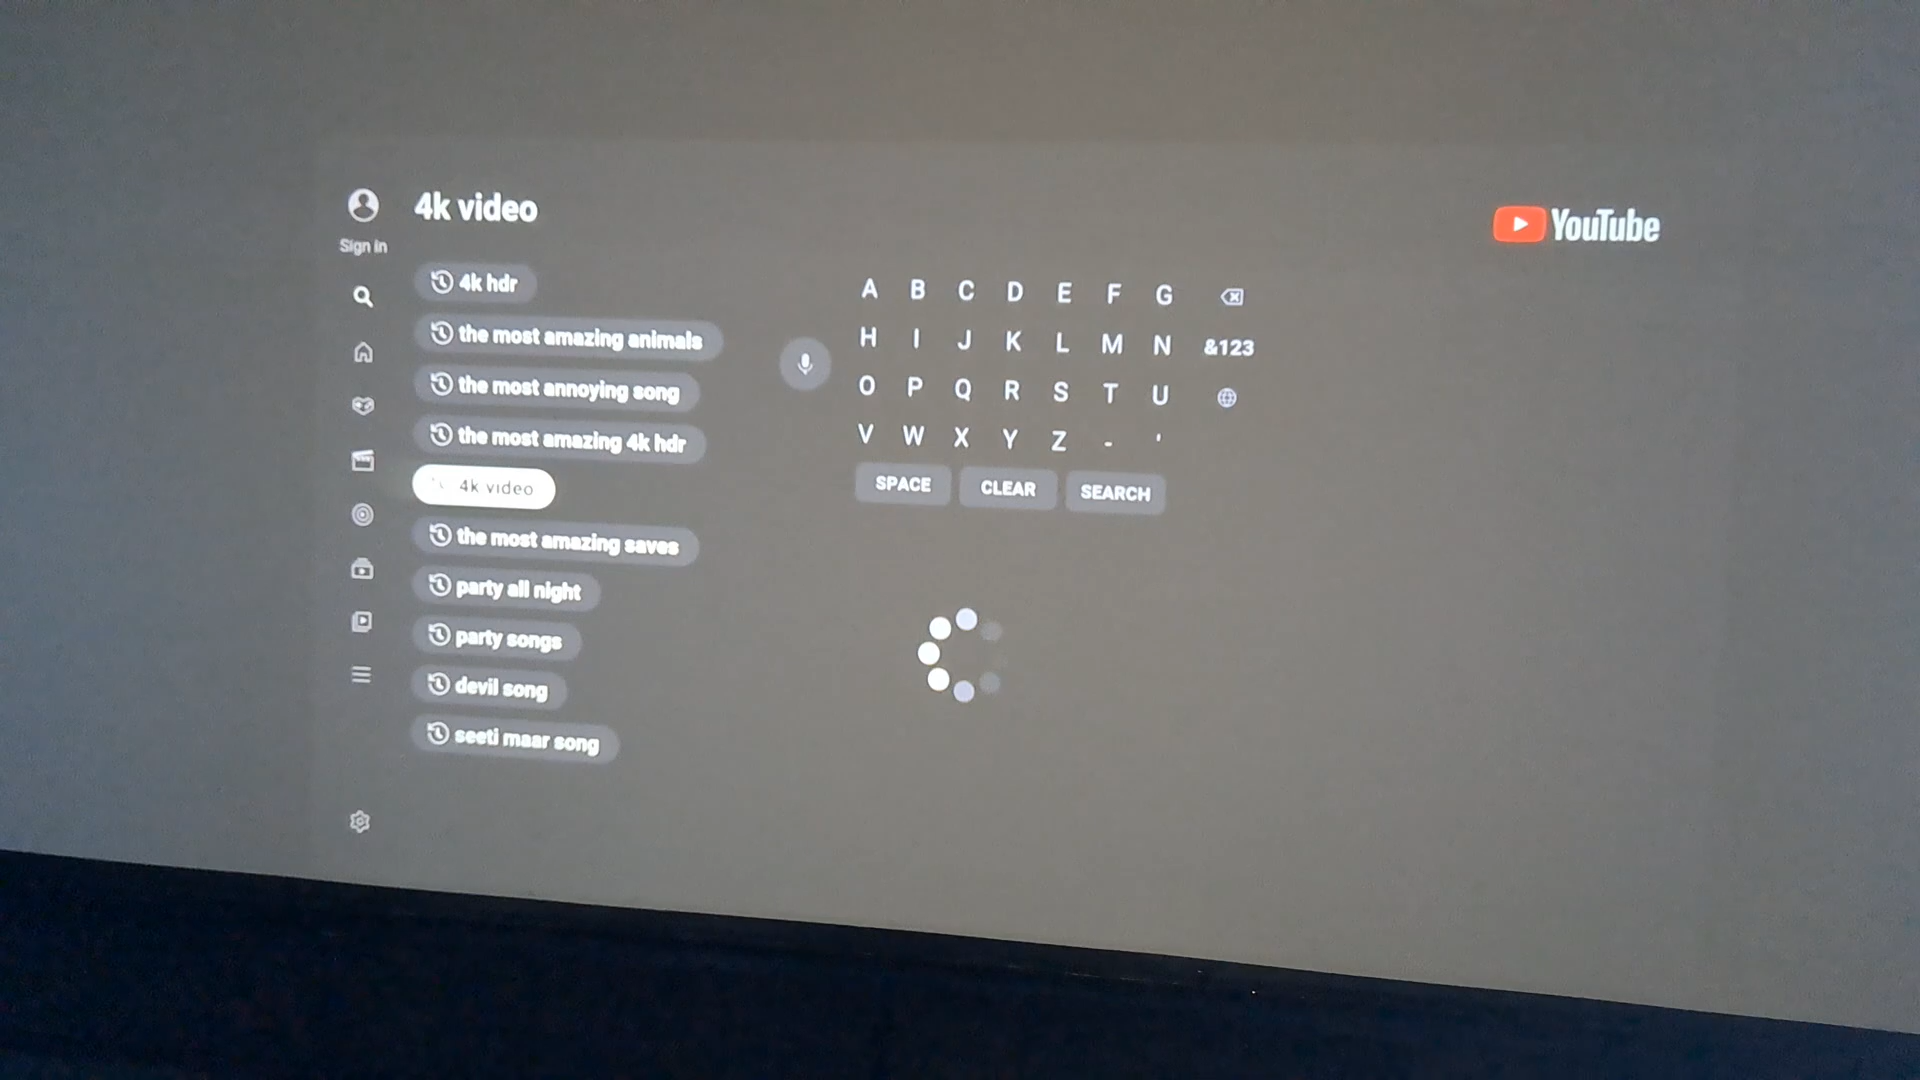 4k video
YouTube
Sign in
4k hdr
the most amazing animals
the most annoying song
the most amazing 4k hdr
4k video
the most amazing saves
party all night
party songs
devil song
seeti maar song
A B C D E F G
H I J K L M N &123
O P Q R S T U
V W X Y Z - '
SPACE CLEAR SEARCH